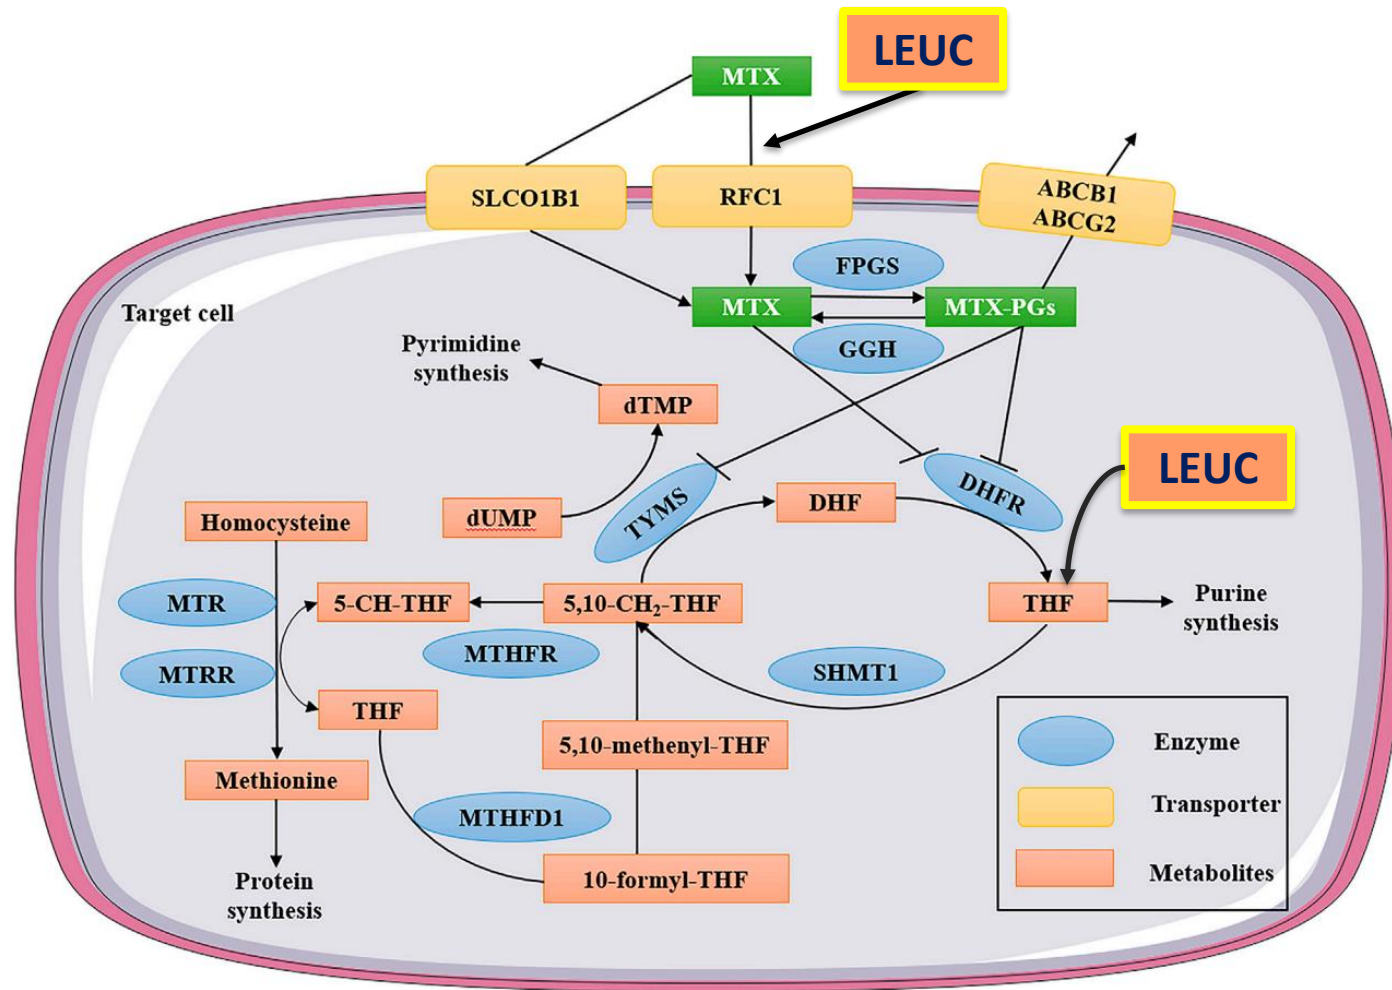 LEUC
MTX
SLCO1B1
RFC1
ABCB1
ABCG2
FPGS
Target cell
MTX
MTX-PGs
GGH
Pyrimidine
synthesis
dTMP
LEUC
DHFR
TYMS
DHF
Homocysteine
dUMP
MTR
5-CH-THF
5,10-CH₂-THF
THF
Purine
synthesis
MTHFR
MTRR
SHMT1
THF
5,10-methenyl-THF
Enzyme
Methionine
MTHFD1
Transporter
10-formyl-THF
Metabolites
Protein
synthesis